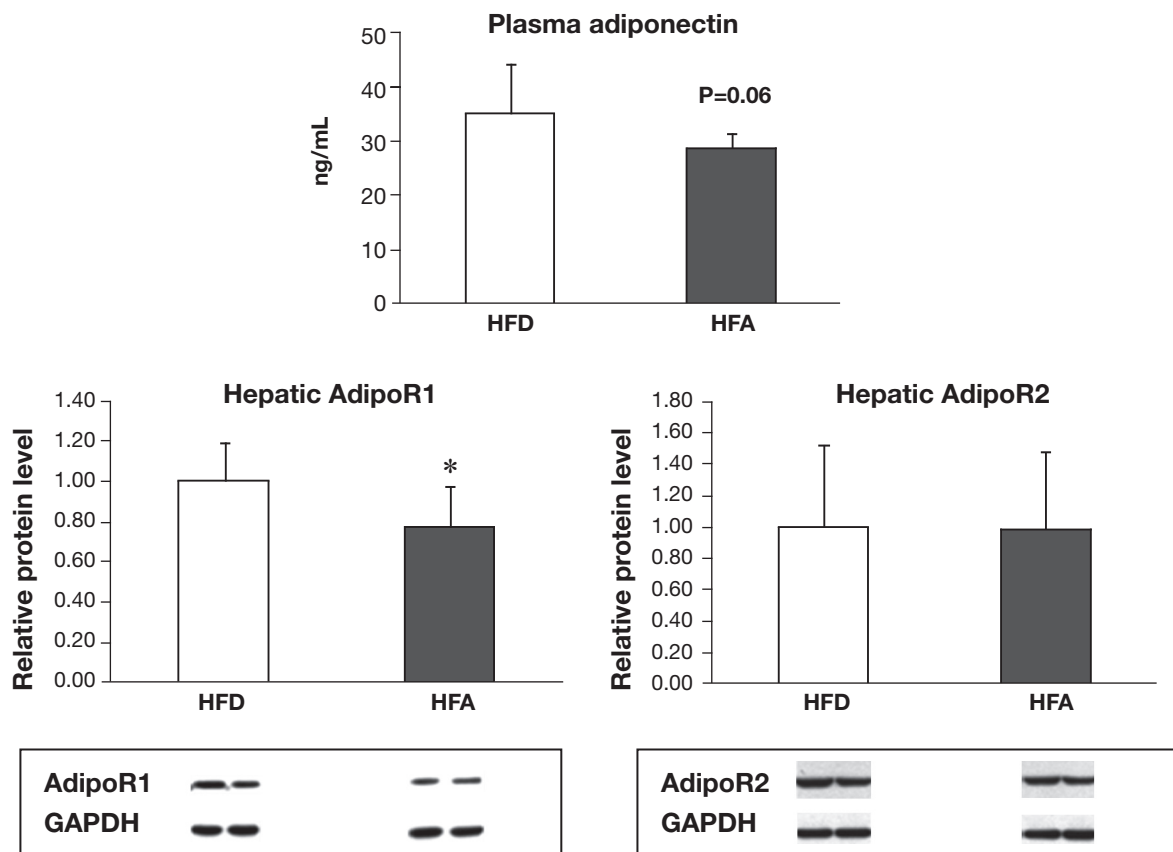 Plasma adiponectin
50
40
30
20
10
0
ng/mL
P=0.06
HFD HFA
Hepatic AdipoR1
1.40
1.20
1.00
0.80
0.60
0.40
0.20
0.00
Relative protein level
*
HFD HFA
AdipoR1
GAPDH
Hepatic AdipoR2
1.80
1.60
1.40
1.20
1.00
0.80
0.60
0.40
0.20
0.00
Relative protein level
HFD HFA
AdipoR2
GAPDH